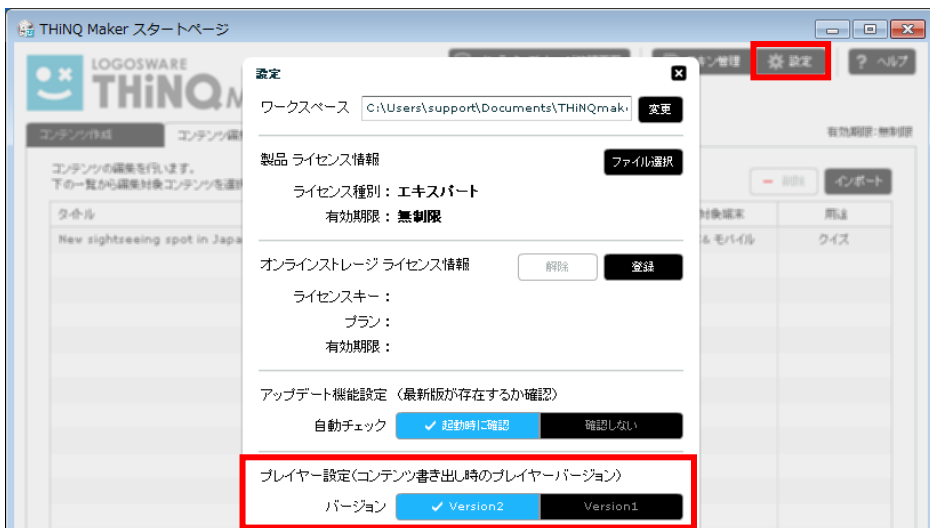 THiNQ Maker スタートページ
LOGOSWARE
THiNQ M
キン管理
設定
? ヘルプ
コンテンツ作成
コンテンツ編
有効期限:無制限
コンテンツの編集を行います。
下の一覧から編集対象コンテンツを選択
削除
インポート
タイトル
対象端末
用途
New sightseeing spot in Japa
& モバイル
クイズ
設定
ワークスペース
C:\Users\support\Documents\THiNQmak
変更
製品 ライセンス情報
ファイル選択
ライセンス種別:エキスパート
有効期限:無制限
オンラインストレージ ライセンス情報
解除
登録
ライセンスキー:
プラン:
有効期限:
アップデート機能設定 (最新版が存在するか確認)
自動チェック
起動時に確認
確認しない
プレイヤー設定(コンテンツ書き出し時のプレイヤーバージョン)
バージョン
Version2
Version1